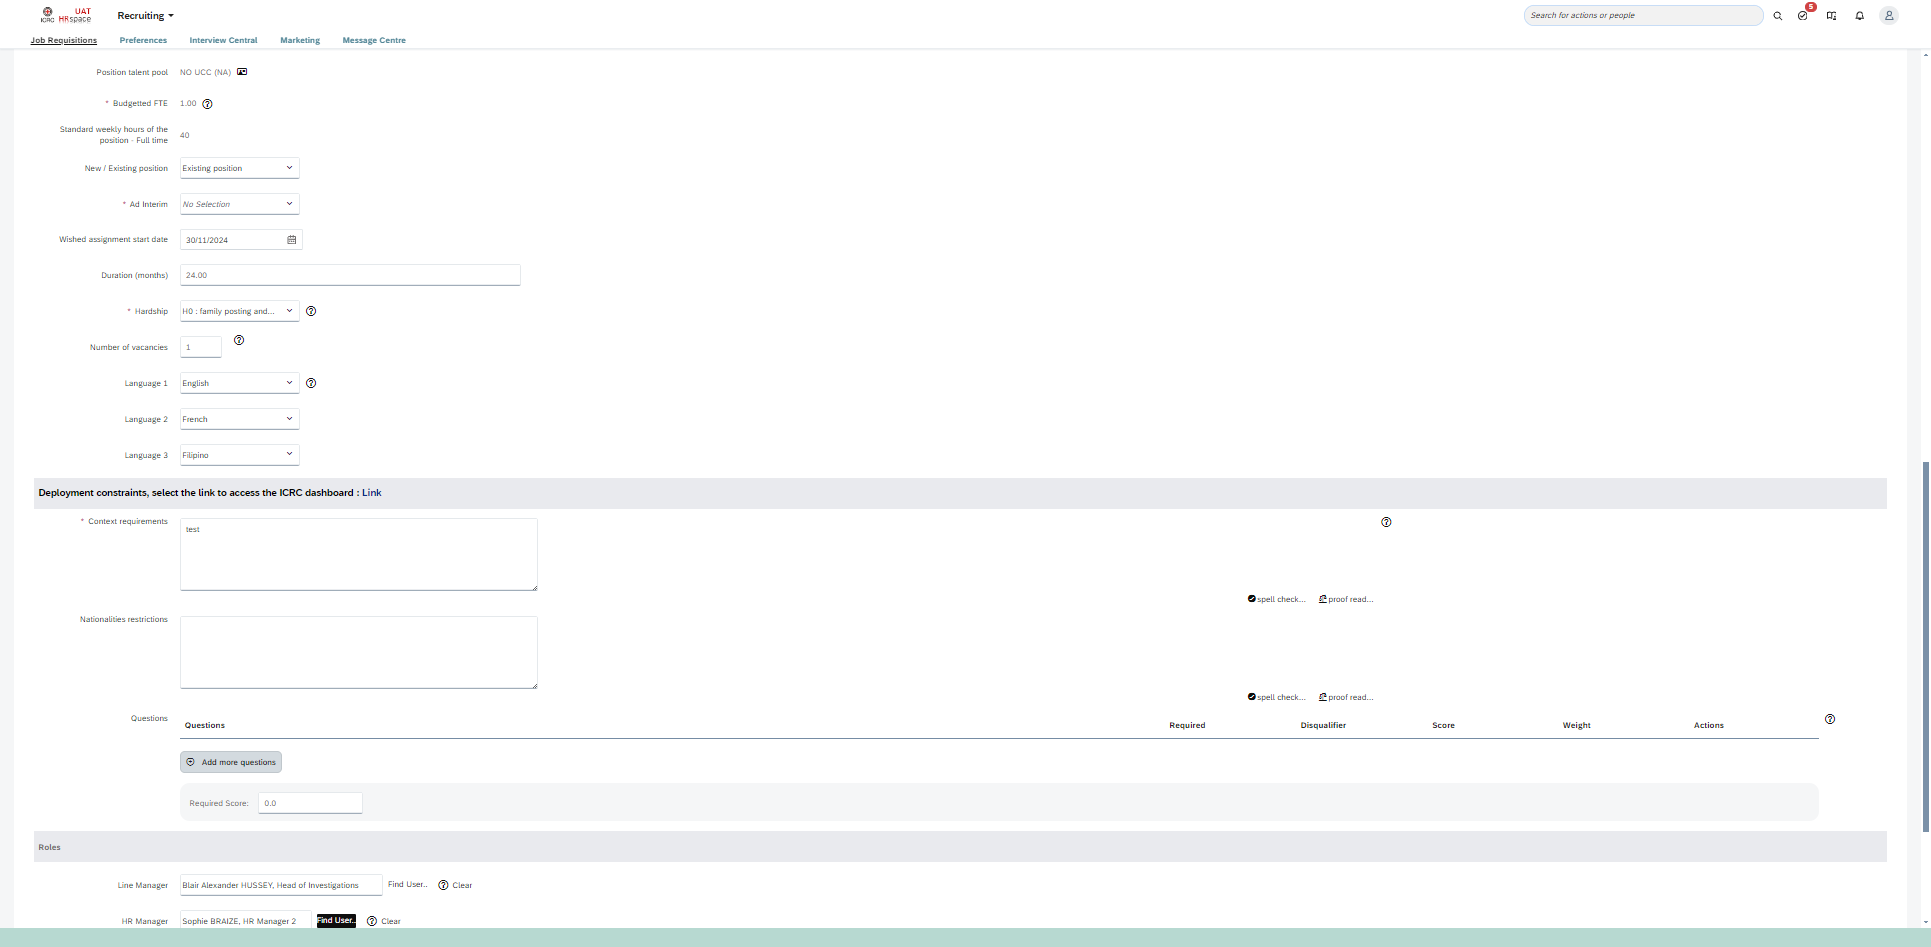 ICRC
UAT
HRspace
Recruiting
Search for actions or people
5
Job Requisitions
Preferences
Interview Central
Marketing
Message Centre
Position talent pool
NO UCC (NA)
* Budgetted FTE
1.00
Standard weekly hours of the
position - Full time
40
New / Existing position
Existing position
* Ad Interim
No Selection
Wished assignment start date
30/11/2024
Duration (months)
24.00
* Hardship
H0 : family posting and...
Number of vacancies
1
Language 1
English
Language 2
French
Language 3
Filipino
Deployment constraints, select the link to access the ICRC dashboard : Link
* Context requirements
test
spell check...
proof read...
Nationalities restrictions
spell check...
proof read...
Questions
Questions
Required
Disqualifier
Score
Weight
Actions
Add more questions
Required Score:
0.0
Roles
Line Manager
Blair Alexander HUSSEY, Head of Investigations
Find User..
Clear
HR Manager
Sophie BRAIZE, HR Manager 2
Find User..
Clear